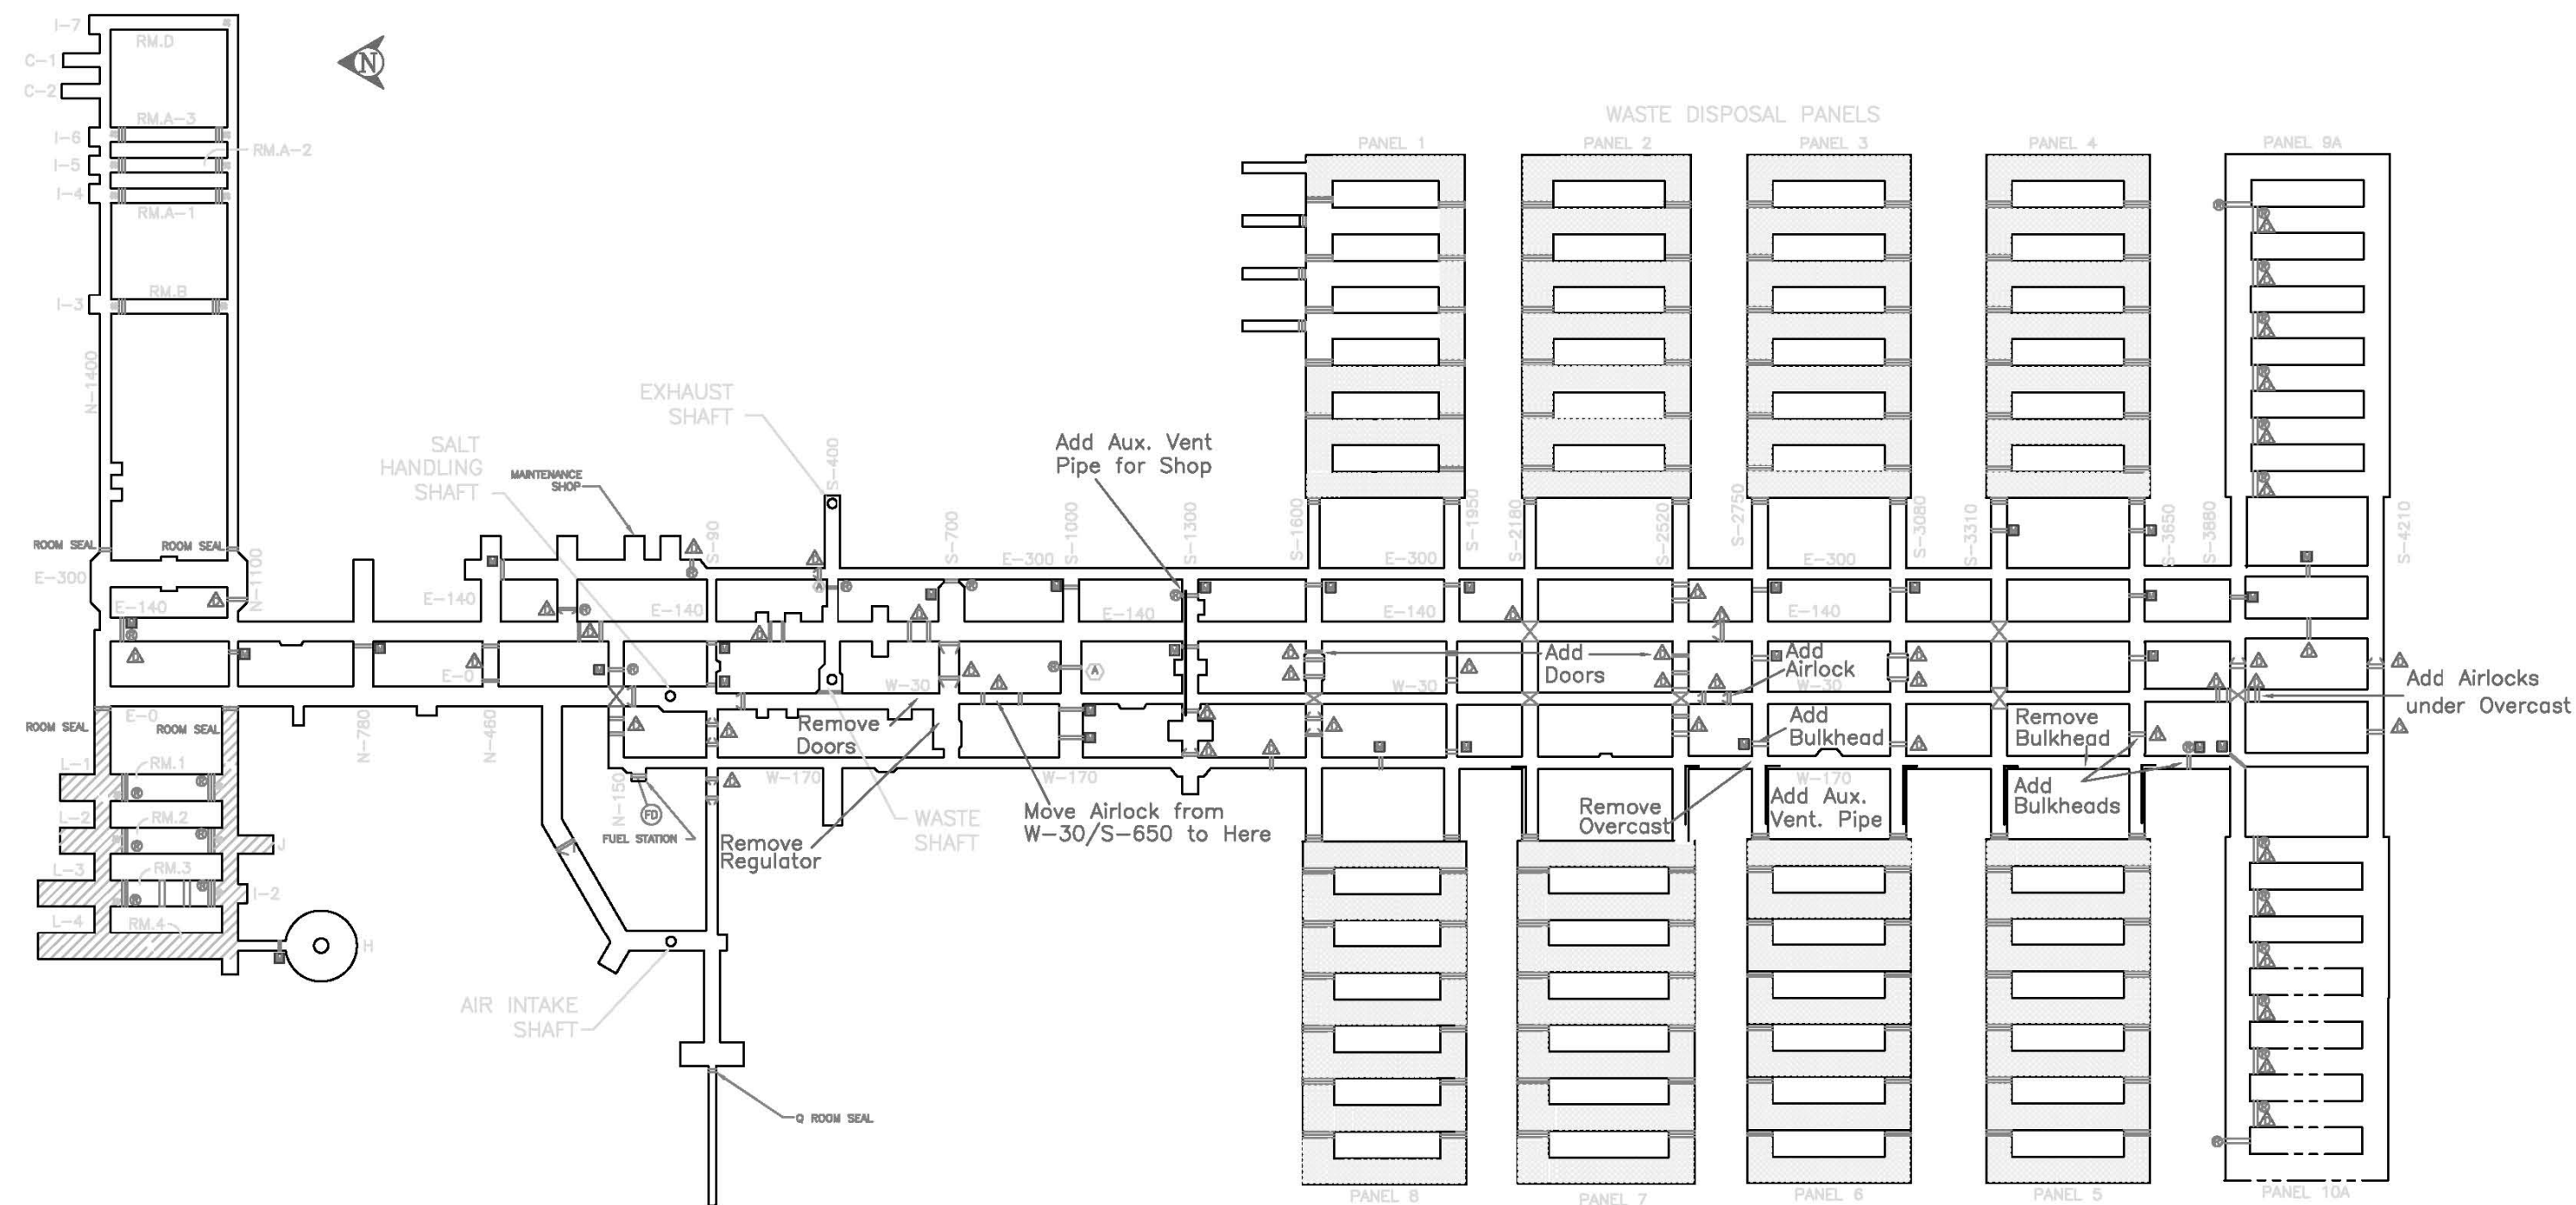 I-7
RM.D
C-1
C-2
N
RM.A-3
I-6
RM.A-2
I-5
I-4
RM.A-1
RM.B
I-3
N-1400
WASTE DISPOSAL PANELS
PANEL 1
PANEL 2
PANEL 3
PANEL 4
PANEL 9A
EXHAUST
SHAFT
S-400
SALT
HANDLING
SHAFT
MAINTENANCE
SHOP
Add Aux. Vent
Pipe for Shop
S-90
S-700
S-1000
S-1300
S-1600
S-1950
S-2180
S-2520
S-2750
S-3080
S-3310
S-3650
S-3880
S-4210
ROOM SEAL
ROOM SEAL
E-300
N-1100
E-300
E-300
E-300
E-140
E-140
E-140
E-140
E-140
E-140
E-0
W-30
W-30
W-30
Add
Doors
Add
Airlock
Add Airlocks
under Overcast
A
E-0
ROOM SEAL
ROOM SEAL
N-780
N-460
Remove
Doors
Add
Bulkhead
Remove
Bulkhead
L-1
RM.1
N-150
W-170
W-170
W-170
FD
FUEL STATION
Remove
Regulator
WASTE
SHAFT
Move Airlock from
W-30/S-650 to Here
Remove
Overcast
Add Aux.
Vent. Pipe
Add
Bulkheads
L-2
RM.2
J
L-3
RM.3
I-2
L-4
RM.4
H
AIR INTAKE
SHAFT
Q ROOM SEAL
PANEL 8
PANEL 7
PANEL 6
PANEL 5
PANEL 10A